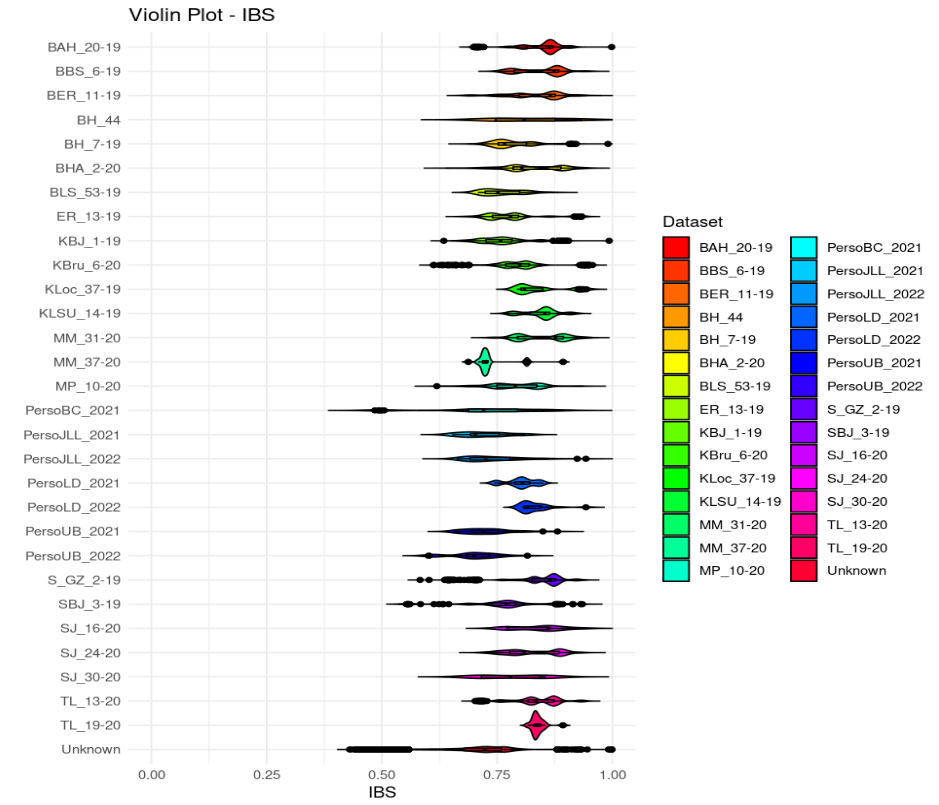 Violin Plot - IBS
BAH_20-19
BBS_6-19
BER_11-19
BH_44
BH_7-19
BHA_2-20
BLS_53-19
ER_13-19
KBJ_1-19
KBru_6-20
KLoc_37-19
KLSU_14-19
MM_31-20
MM_37-20
MP_10-20
PersoBC_2021
PersoJLL_2021
PersoJLL_2022
PersoLD_2021
PersoLD_2022
PersoUB_2021
PersoUB_2022
S_GZ_2-19
SBJ_3-19
SJ_16-20
SJ_24-20
SJ_30-20
TL_13-20
TL_19-20
Unknown
0.00 0.25 0.50 0.75 1.00
IBS
Dataset
BAH_20-19 PersoBC_2021
BBS_6-19 PersoJLL_2021
BER_11-19 PersoJLL_2022
BH_44 PersoLD_2021
BH_7-19 PersoLD_2022
BHA_2-20 PersoUB_2021
BLS_53-19 PersoUB_2022
ER_13-19 S_GZ_2-19
KBJ_1-19 SBJ_3-19
KBru_6-20 SJ_16-20
KLoc_37-19 SJ_24-20
KLSU_14-19 SJ_30-20
MM_31-20 TL_13-20
MM_37-20 TL_19-20
MP_10-20 Unknown